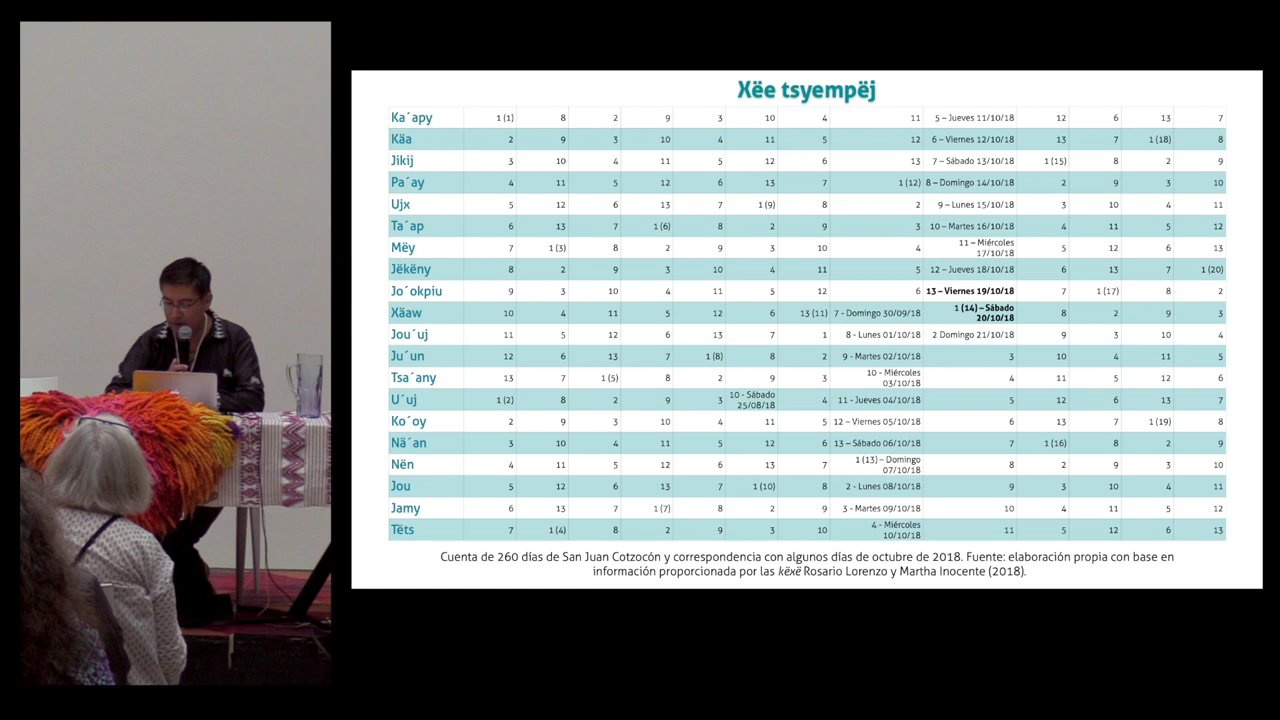 Xëe tsyempëj
Ka´apy 1 (1) 8 2 9 3 10 4 11 5 – Jueves 11/10/18 12 6 13 7
Käa 2 9 3 10 4 11 5 12 6 – Viernes 12/10/18 13 7 1 (18) 8
Jikij 3 10 4 11 5 12 6 13 7 – Sábado 13/10/18 1 (15) 8 2 9
Pa´ay 4 11 5 12 6 13 7 1 (12) 8 – Domingo 14/10/18 2 9 3 10
Ujx 5 12 6 13 7 1 (9) 8 2 9 – Lunes 15/10/18 3 10 4 11
Ta´ap 6 13 7 1 (6) 8 2 9 3 10 – Martes 16/10/18 4 11 5 12
Mëy 7 1 (3) 8 2 9 3 10 4 11 – Miércoles 17/10/18 5 12 6 13
Jëkëny 8 2 9 3 10 4 11 5 12 – Jueves 18/10/18 6 13 7 1 (20)
Jo´okpiu 9 3 10 4 11 5 12 6 13 – Viernes 19/10/18 7 1 (17) 8 2
Xäaw 10 4 11 5 12 6 13 (11) 7 - Domingo 30/09/18 1 (14) – Sábado 20/10/18 8 2 9 3
Jou´uj 11 5 12 6 13 7 1 8 - Lunes 01/10/18 2 Domingo 21/10/18 9 3 10 4
Ju´un 12 6 13 7 1 (8) 8 2 9 - Martes 02/10/18 3 10 4 11 5
Tsa´any 13 7 1 (5) 8 2 9 3 10 - Miércoles 03/10/18 4 11 5 12 6
U´uj 1 (2) 8 2 9 3 10 - Sábado 25/08/18 4 11 - Jueves 04/10/18 5 12 6 13 7
Ko´oy 2 9 3 10 4 11 5 12 – Viernes 05/10/18 6 13 7 1 (19) 8
Nä´an 3 10 4 11 5 12 6 13 – Sábado 06/10/18 7 1 (16) 8 2 9
Nën 4 11 5 12 6 13 7 1 (13) – Domingo 07/10/18 8 2 9 3 10
Jou 5 12 6 13 7 1 (10) 8 2 - Lunes 08/10/18 9 3 10 4 11
Jamy 6 13 7 1 (7) 8 2 9 3 - Martes 09/10/18 10 4 11 5 12
Tëts 7 1 (4) 8 2 9 3 10 4 - Miércoles 10/10/18 11 5 12 6 13
Cuenta de 260 días de San Juan Cotzocón y correspondencia con algunos días de octubre de 2018. Fuente: elaboración propia con base en
información proporcionada por las këxë Rosario Lorenzo y Martha Inocente (2018).